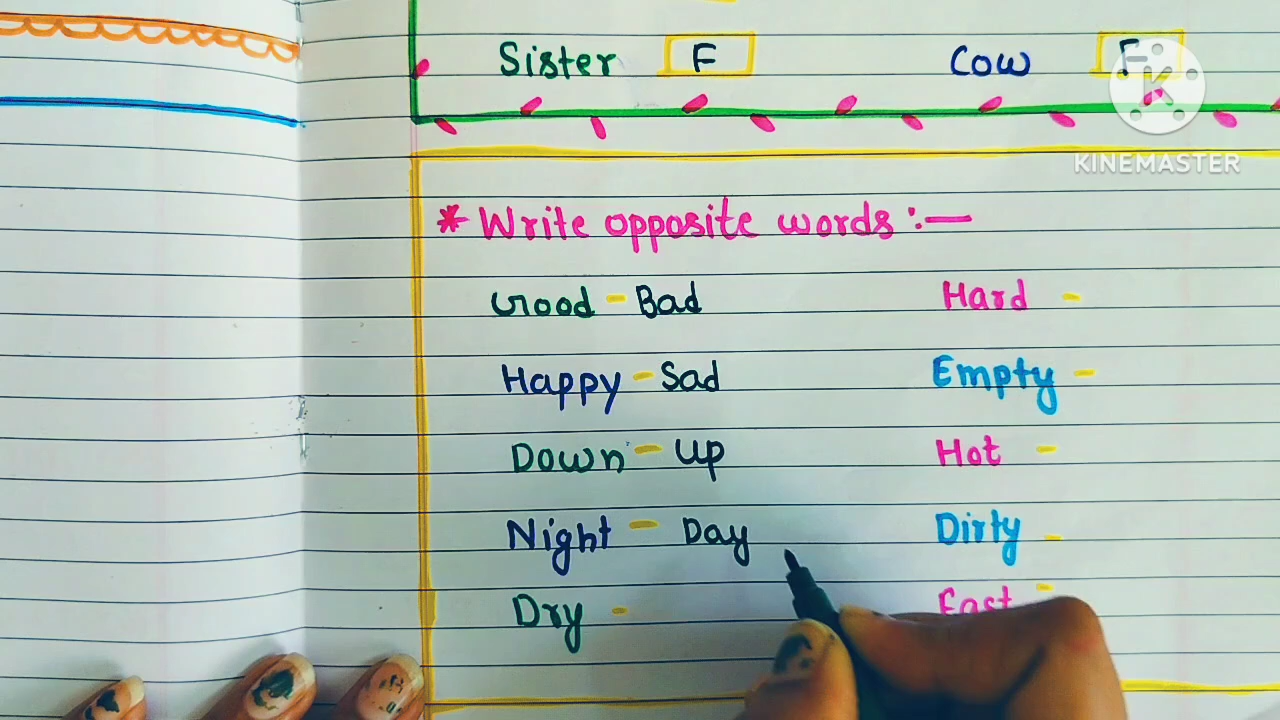 Sister F Cow F
KINEMASTER
* Write opposite words :—
Good - Bad Hard -
Happy - Sad Empty -
Down - Up Hot -
Night - Day Dirty -
Dry - Fast -